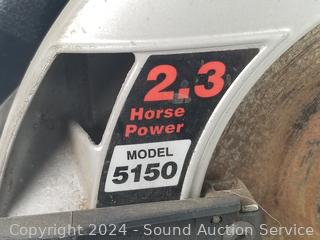 2.3
Horse
Power
MODEL
5150
Copyright 2024 - Sound Auction Service